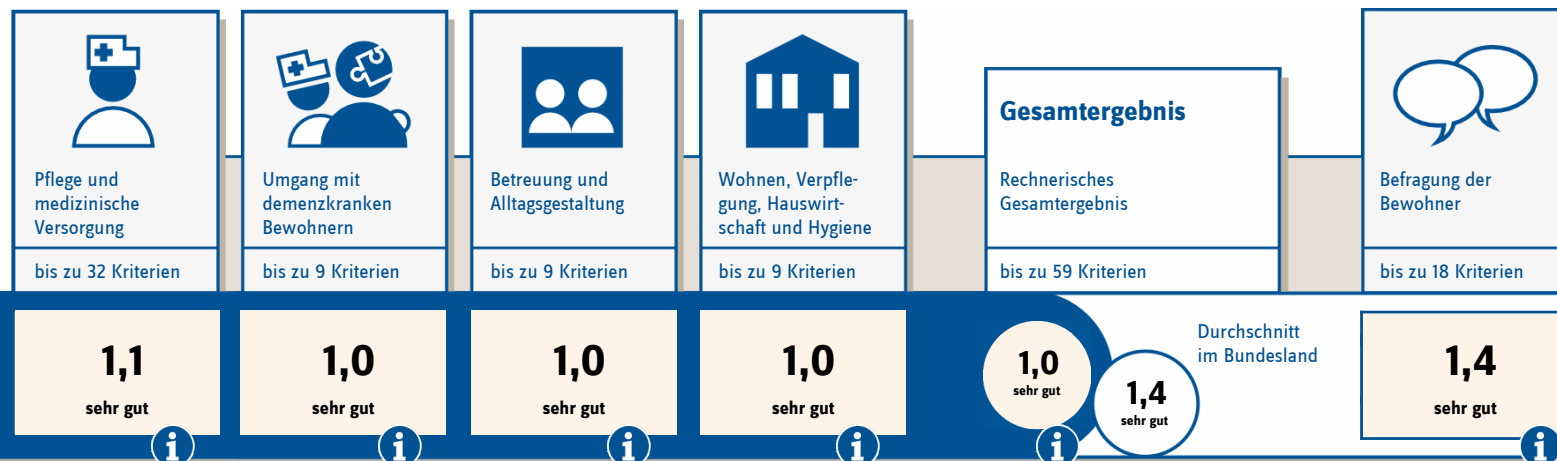 Pflege und
medizinische
Versorgung
bis zu 32 Kriterien
1,1
sehr gut
i
Umgang mit
demenzkranken
Bewohnern
bis zu 9 Kriterien
1,0
sehr gut
i
Betreuung und
Alltagsgestaltung
bis zu 9 Kriterien
1,0
sehr gut
i
Wohnen, Verpfle-
gung, Hauswirt-
schaft und Hygiene
bis zu 9 Kriterien
1,0
sehr gut
i
Gesamtergebnis
Rechnerisches
Gesamtergebnis
bis zu 59 Kriterien
1,0
sehr gut
i
Durchschnitt
im Bundesland
1,4
sehr gut
Befragung der
Bewohner
bis zu 18 Kriterien
1,4
sehr gut
i